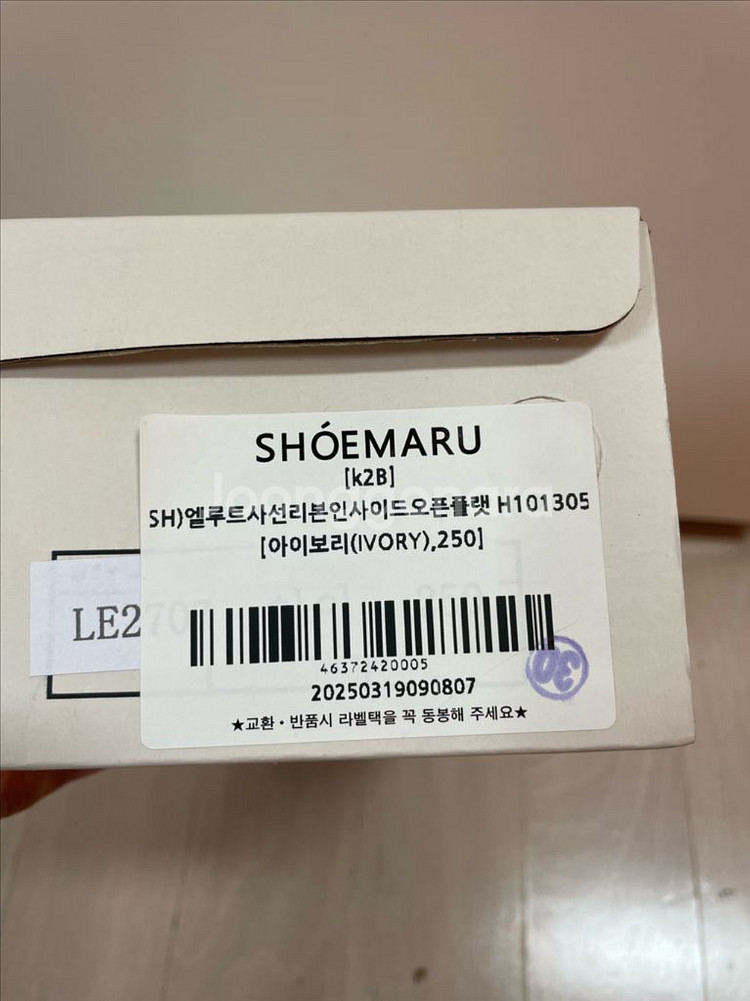 SHÓEMARU
[k2B]
SH)엘루트사선리본인사이드오픈플랫 H101305
[아이보리(IVORY),250]
LE2
46372420005
20250319090807
30
★교환・반품시 라벨택을 꼭 동봉해 주세요★